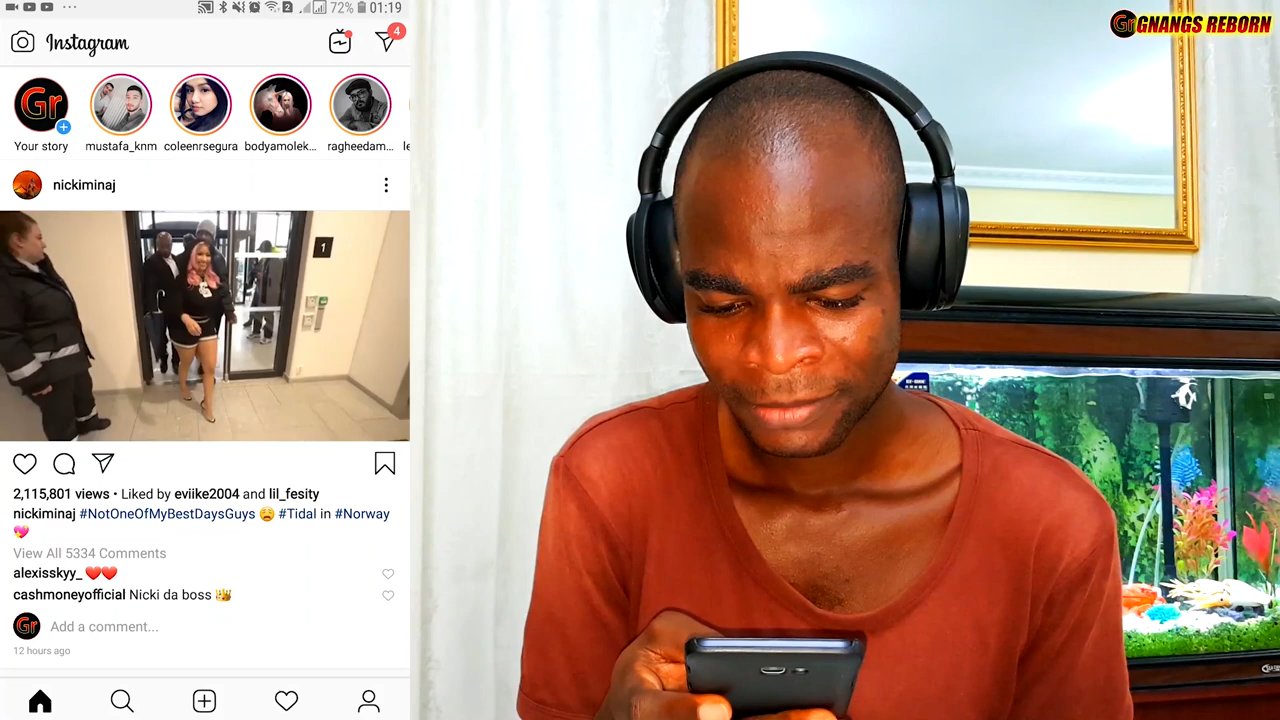 72% 01:19
Instagram
4
Gr
Your story
mustafa_knm
coleenrsegura
bodyamolek...
ragheedam...
nickiminaj
1
2,115,801 views • Liked by eviike2004 and lil_fesity
nickiminaj #NotOneOfMyBestDaysGuys 😩 #Tidal in #Norway
💖
View All 5334 Comments
alexisskyy_ ❤️❤️
cashmoneyofficial Nicki da boss 👑
Gr
Add a comment...
12 hours ago
Gr GNANGS REBORN